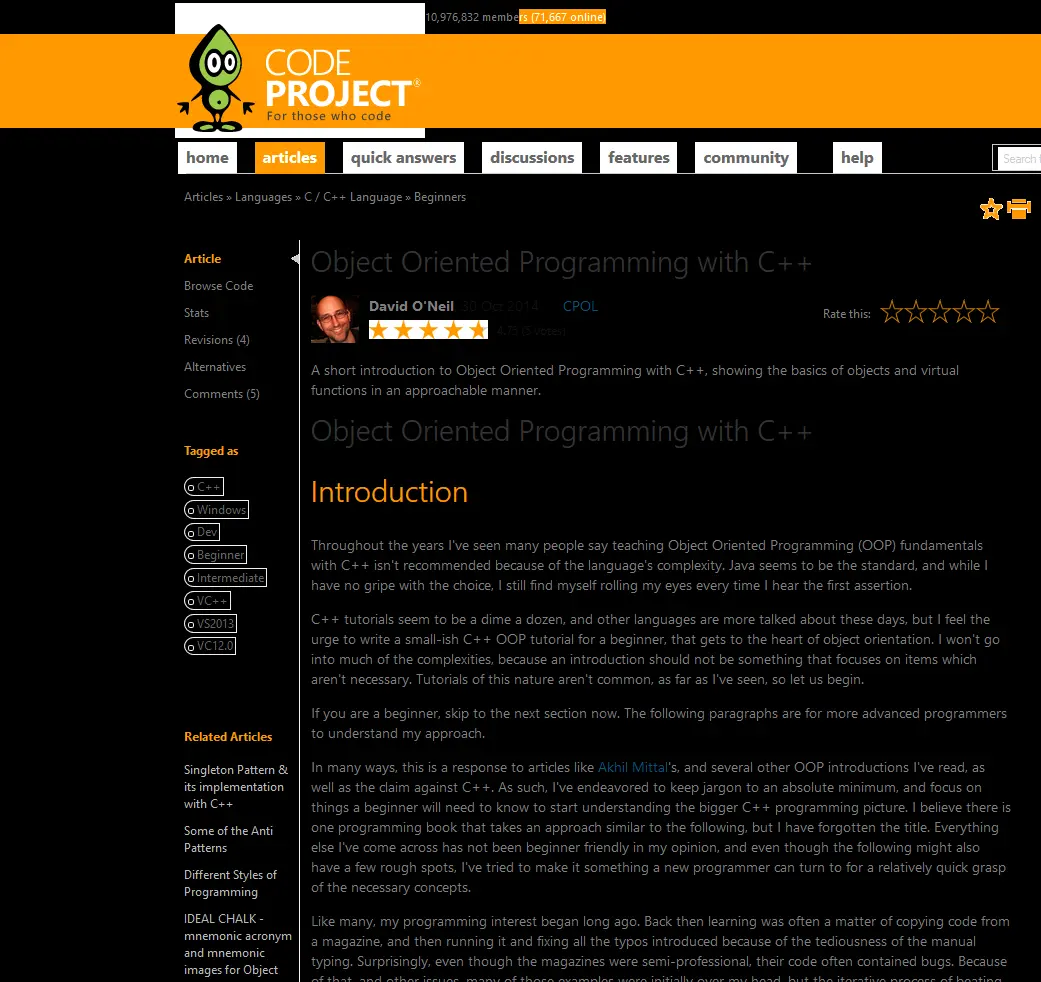 10,976,832 members (71,667 online)
CODE
PROJECT®
For those who code
home
articles
quick answers
discussions
features
community
help
Search
Articles » Languages » C / C++ Language » Beginners
Article
Browse Code
Stats
Revisions (4)
Alternatives
Comments (5)
Tagged as
C++
Windows
Dev
Beginner
Intermediate
VC++
VS2013
VC12.0
Related Articles
Singleton Pattern &
its implementation
with C++
Some of the Anti
Patterns
Different Styles of
Programming
IDEAL CHALK -
mnemonic acronym
and mnemonic
images for Object
Object Oriented Programming with C++
David O'Neil, 30 Oct 2014 CPOL
4.79 (5 votes)
Rate this:
A short introduction to Object Oriented Programming with C++, showing the basics of objects and virtual
functions in an approachable manner.
Object Oriented Programming with C++
Introduction
Throughout the years I've seen many people say teaching Object Oriented Programming (OOP) fundamentals
with C++ isn't recommended because of the language's complexity. Java seems to be the standard, and while I
have no gripe with the choice, I still find myself rolling my eyes every time I hear the first assertion.
C++ tutorials seem to be a dime a dozen, and other languages are more talked about these days, but I feel the
urge to write a small-ish C++ OOP tutorial for a beginner, that gets to the heart of object orientation. I won't go
into much of the complexities, because an introduction should not be something that focuses on items which
aren't necessary. Tutorials of this nature aren't common, as far as I've seen, so let us begin.
If you are a beginner, skip to the next section now. The following paragraphs are for more advanced programmers
to understand my approach.
In many ways, this is a response to articles like Akhil Mittal's, and several other OOP introductions I've read, as
well as the claim against C++. As such, I've endeavored to keep jargon to an absolute minimum, and focus on
things a beginner will need to know to start understanding the bigger C++ programming picture. I believe there is
one programming book that takes an approach similar to the following, but I have forgotten the title. Everything
else I've come across has not been beginner friendly in my opinion, and even though the following might also
have a few rough spots, I've tried to make it something a new programmer can turn to for a relatively quick grasp
of the necessary concepts.
Like many, my programming interest began long ago. Back then learning was often a matter of copying code from
a magazine, and then running it and fixing all the typos introduced because of the tediousness of the manual
typing. Surprisingly, even though the magazines were semi-professional, their code often contained bugs. Because
of that, and other issues, many of those examples were initially over my head, but the iterative process of beating